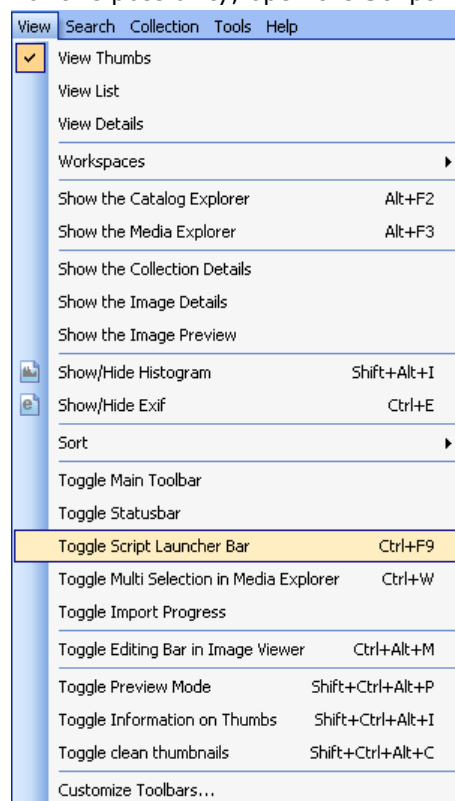 View Search Collection Tools Help
View Thumbs
View List
View Details
Workspaces
Show the Catalog Explorer Alt+F2
Show the Media Explorer Alt+F3
Show the Collection Details
Show the Image Details
Show the Image Preview
Show/Hide Histogram Shift+Alt+I
Show/Hide Exif Ctrl+E
Sort
Toggle Main Toolbar
Toggle Statusbar
Toggle Script Launcher Bar Ctrl+F9
Toggle Multi Selection in Media Explorer Ctrl+W
Toggle Import Progress
Toggle Editing Bar in Image Viewer Ctrl+Alt+M
Toggle Preview Mode Shift+Ctrl+Alt+P
Toggle Information on Thumbs Shift+Ctrl+Alt+I
Toggle clean thumbnails Shift+Ctrl+Alt+C
Customize Toolbars...